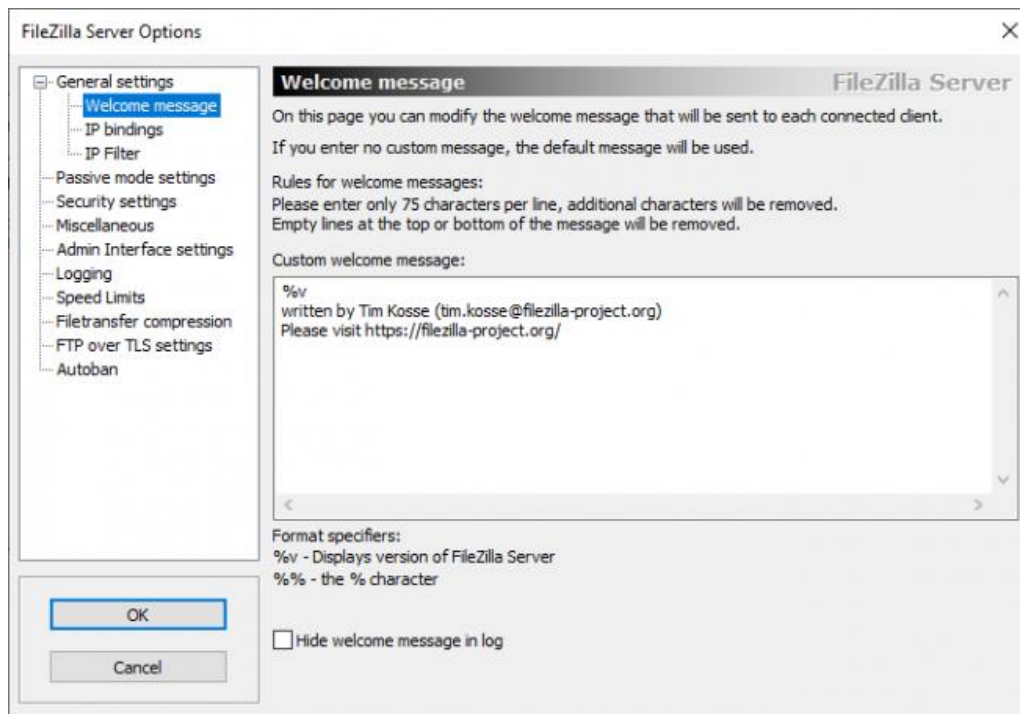 FileZilla Server Options
General settings
Welcome message
IP bindings
IP Filter
Passive mode settings
Security settings
Miscellaneous
Admin Interface settings
Logging
Speed Limits
Filetransfer compression
FTP over TLS settings
Autoban
OK
Cancel
Welcome message
FileZilla Server
On this page you can modify the welcome message that will be sent to each connected client.
If you enter no custom message, the default message will be used.
Rules for welcome messages:
Please enter only 75 characters per line, additional characters will be removed.
Empty lines at the top or bottom of the message will be removed.
Custom welcome message:
%v
written by Tim Kosse (tim.kosse@filezilla-project.org)
Please visit https://filezilla-project.org/
Format specifiers:
%v - Displays version of FileZilla Server
%% - the % character
Hide welcome message in log